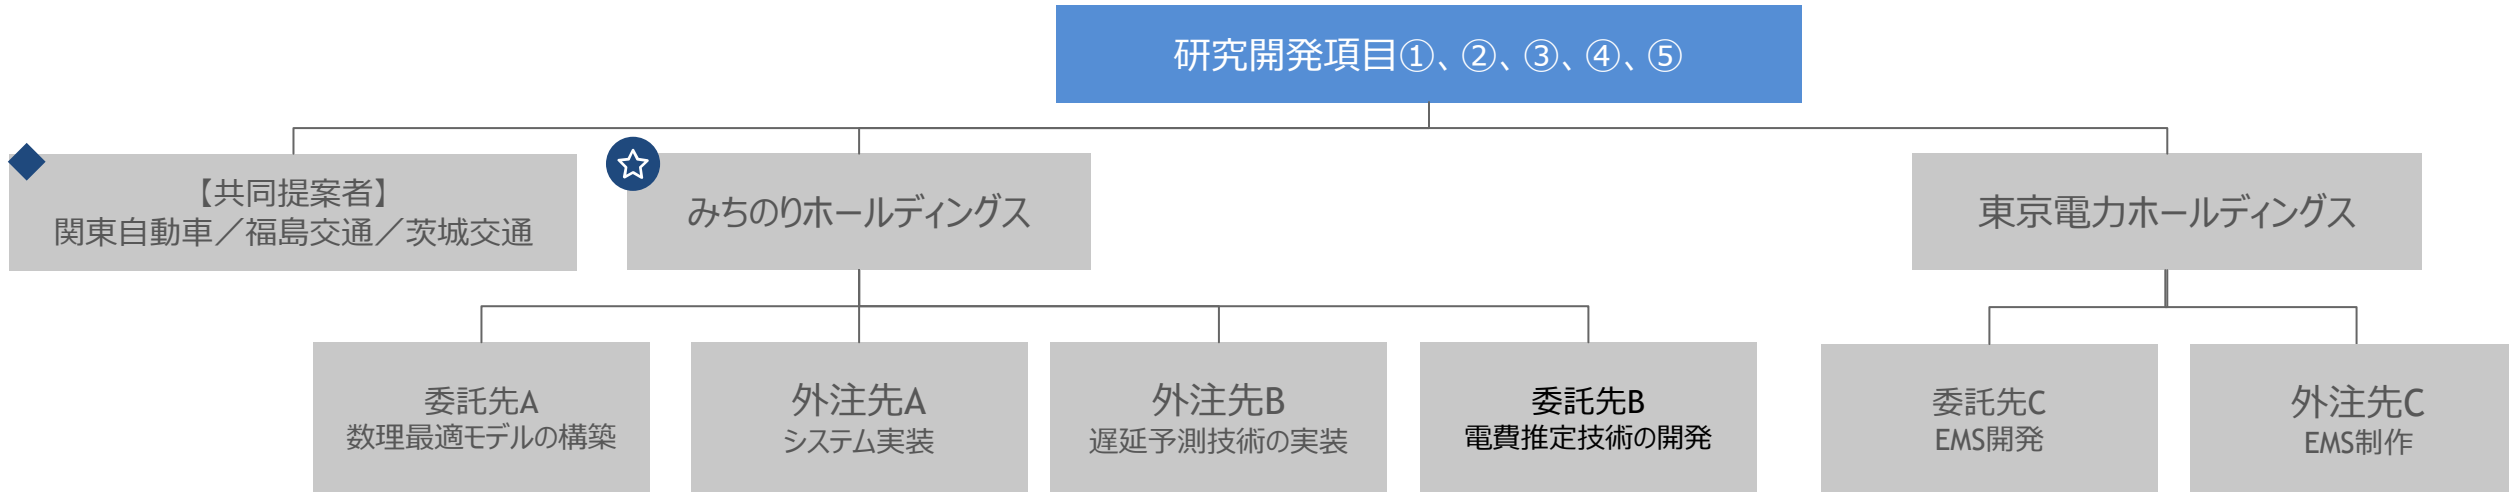 研究開発項目①、②、③、④、⑤
【共同提案者】
関東自動車／福島交通／茨城交通
みちのりホールディングス
東京電力ホールディングス
委託先A
数理最適モデルの構築
外注先A
システム実装
外注先B
遅延予測技術の実装
委託先B
電費推定技術の開発
委託先C
EMS開発
外注先C
EMS制作